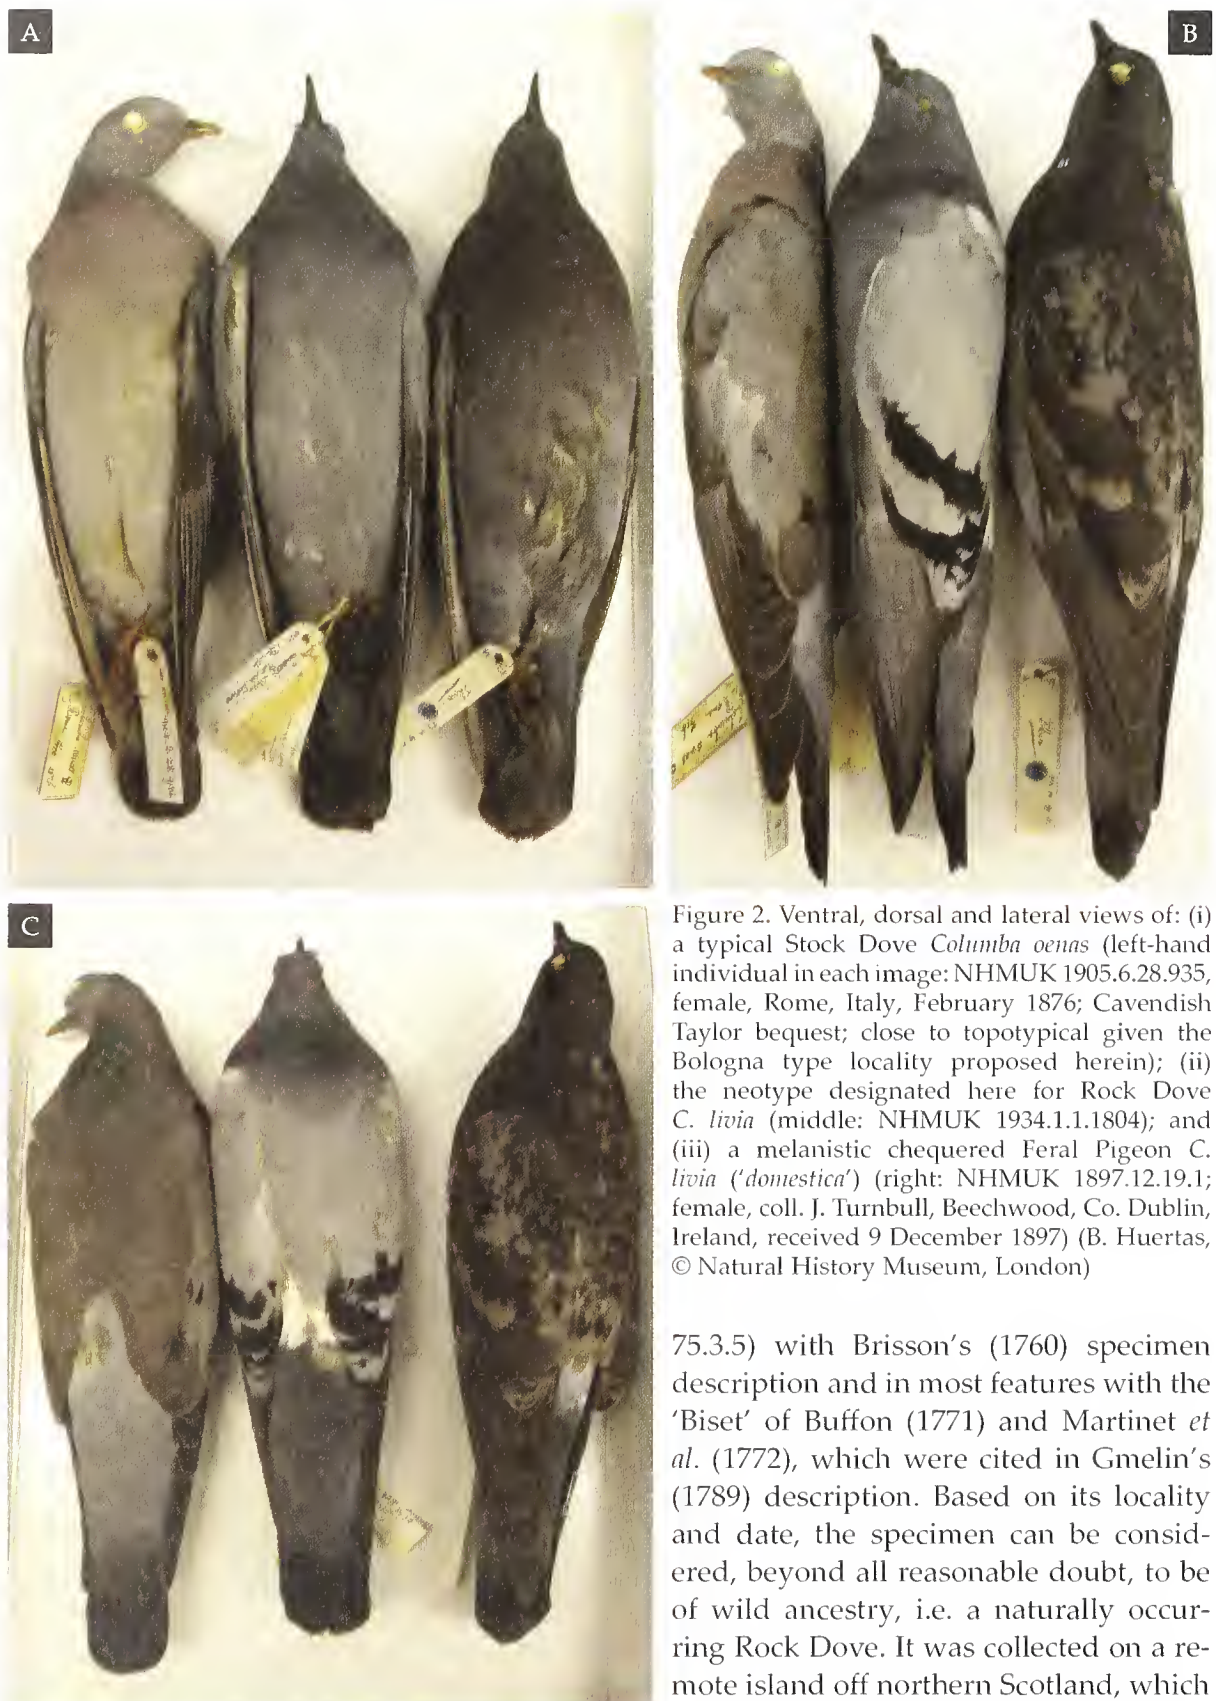 A
B
C
Figure 2. Ventral, dorsal and lateral views of: (i)
a typical Stock Dove Columba oenas (left-hand
individual in each image: NHMUK 1905.6.28.935,
female, Rome, Italy, February 1876; Cavendish
Taylor bequest; close to topotypical given the
Bologna type locality proposed herein); (ii)
the neotype designated here for Rock Dove
C. livia (middle: NHMUK 1934.1.1.1804); and
(iii) a melanistic chequered Feral Pigeon C.
livia ('domestica') (right: NHMUK 1897.12.19.1;
female, coll. J. Turnbull, Beechwood, Co. Dublin,
Ireland, received 9 December 1897) (B. Huertas,
© Natural History Museum, London)
75.3.5) with Brisson's (1760) specimen
description and in most features with the
'Biset' of Buffon (1771) and Martinet et
al. (1772), which were cited in Gmelin's
(1789) description. Based on its locality
and date, the specimen can be consid-
ered, beyond all reasonable doubt, to be
of wild ancestry, i.e. a naturally occur-
ring Rock Dove. It was collected on a re-
mote island off northern Scotland, which